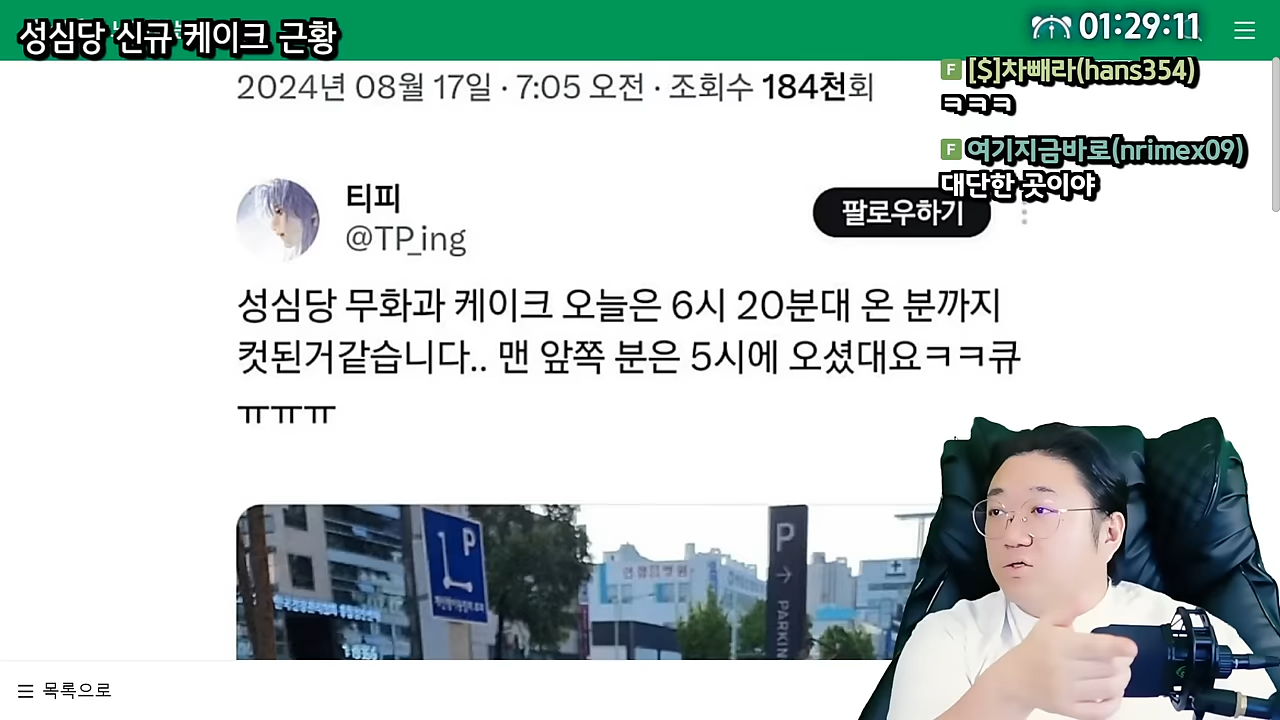 성심당 신규 케이크 근황
01:29:11
2024년 08월 17일 · 7:05 오전 · 조회수 184천회
F [$]차빼라(hans354)
ㅋㅋㅋ
F 여기지금바로(nrimex09)
대단한 곳이야
티피
@TP_ing
팔로우하기
성심당 무화과 케이크 오늘은 6시 20분대 온 분까지
컷된거같습니다.. 맨 앞쪽 분은 5시에 오셨대요ㅋㅋ큐
ㅠㅠㅠ
P
P
PARKIN
목록으로